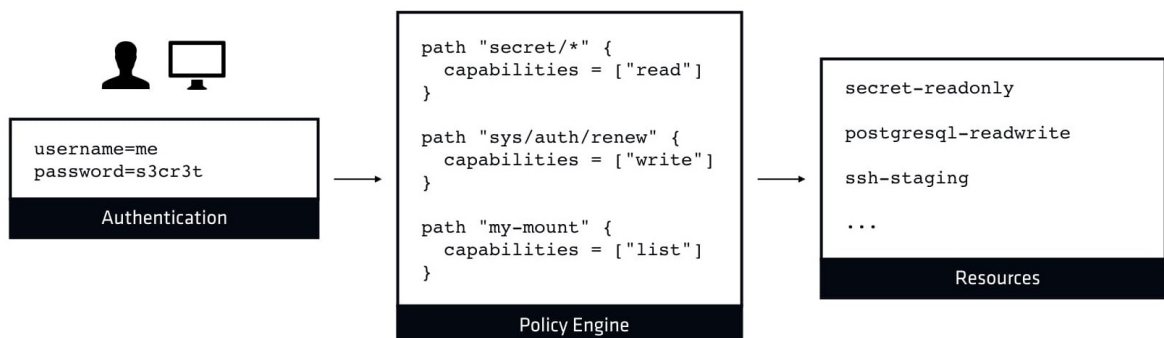 username=me
password=s3cr3t
Authentication
path "secret/*" {
  capabilities = ["read"]
}
path "sys/auth/renew" {
  capabilities = ["write"]
}
path "my-mount" {
  capabilities = ["list"]
}
Policy Engine
secret-readonly
postgresql-readwrite
ssh-staging
...
Resources